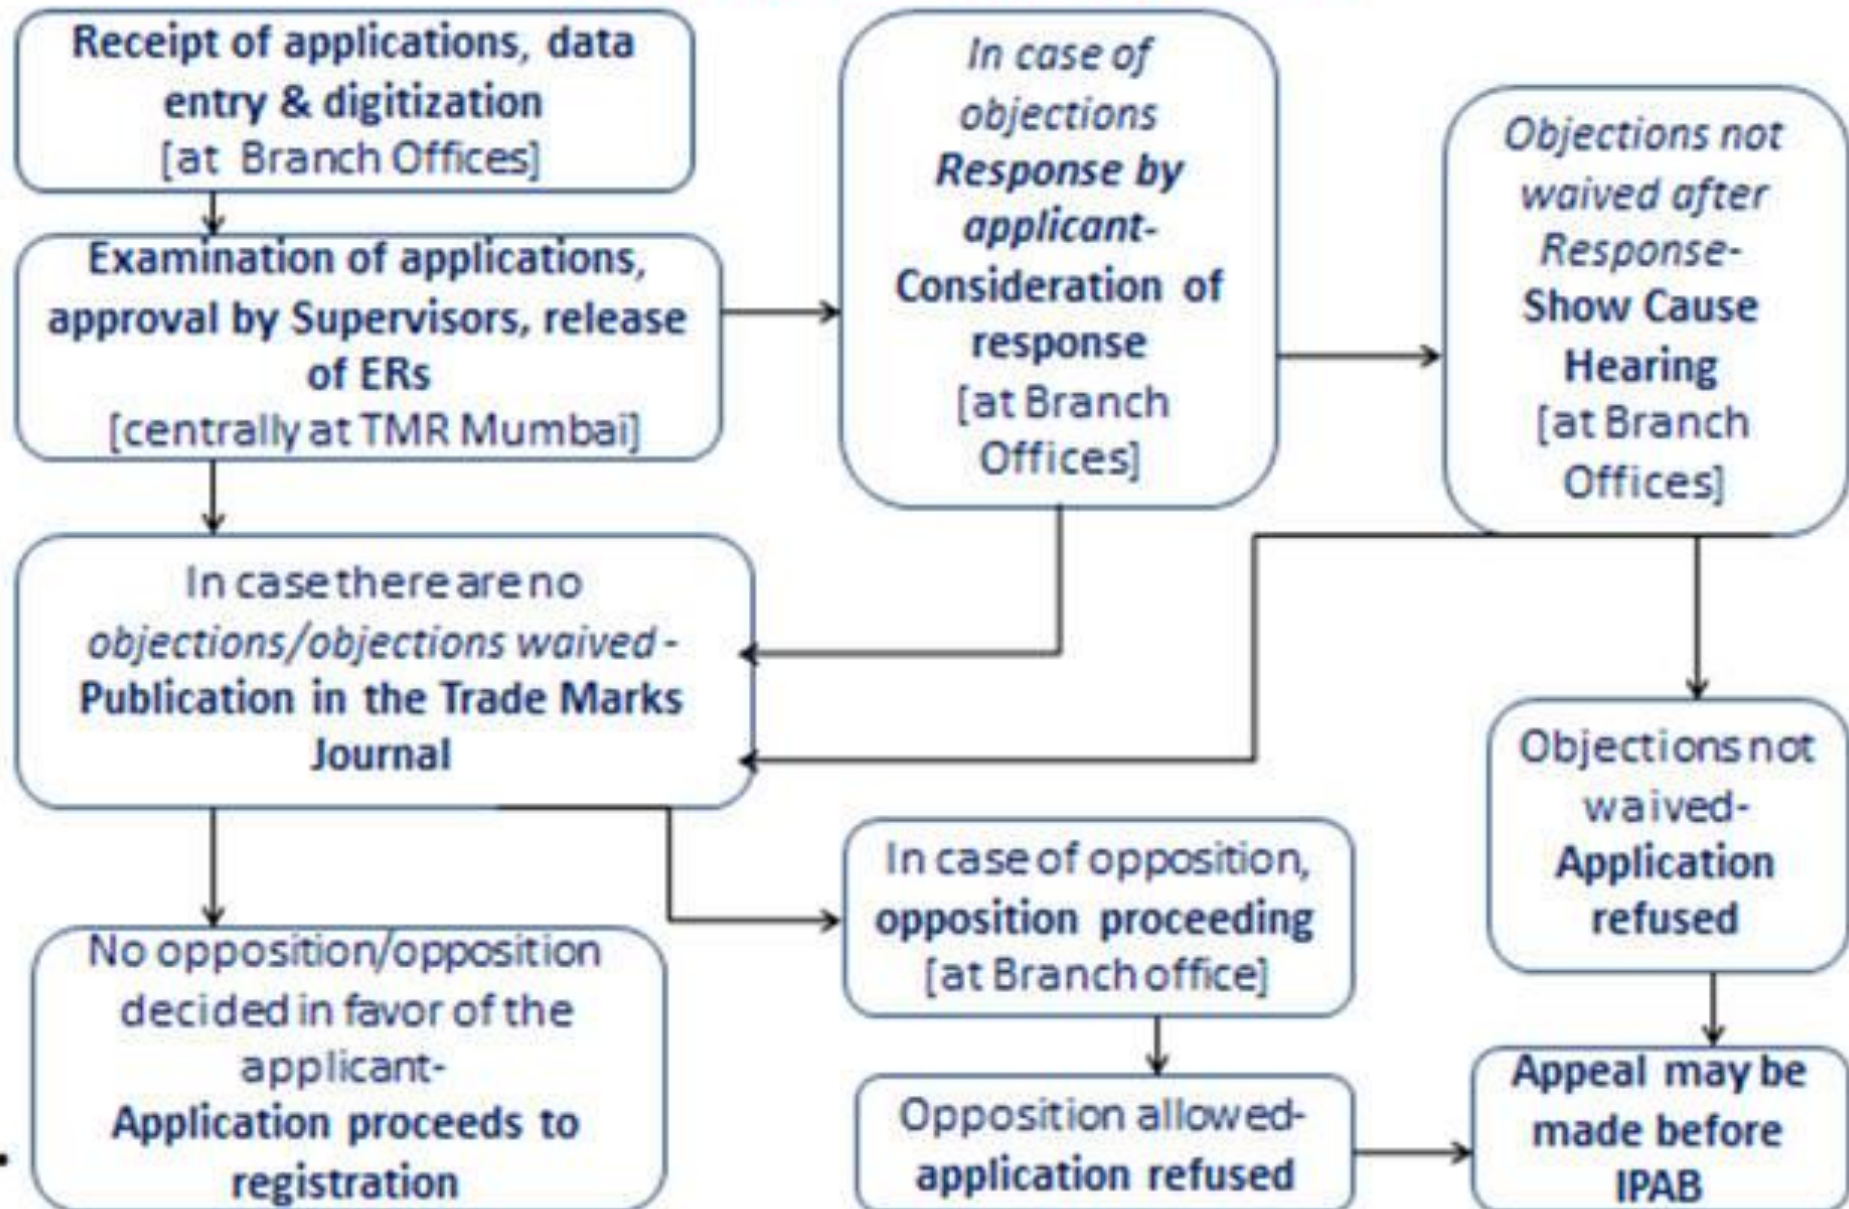 Receipt of applications, data
entry & digitization
[at Branch Offices]
Examination of applications,
approval by Supervisors, release
of ERs
[centrally at TMR Mumbai]
In case of
objections
Response by
applicant-
Consideration of
response
[at Branch
Offices]
Objections not
waived after
Response-
Show Cause
Hearing
[at Branch
Offices]
In case there are no
objections/objections waived -
Publication in the Trade Marks
Journal
Objections not
waived-
Application
refused
In case of opposition,
opposition proceeding
[at Branch office]
No opposition/opposition
decided in favor of the
applicant-
Application proceeds to
registration
Opposition allowed-
application refused
Appeal may be
made before
IPAB